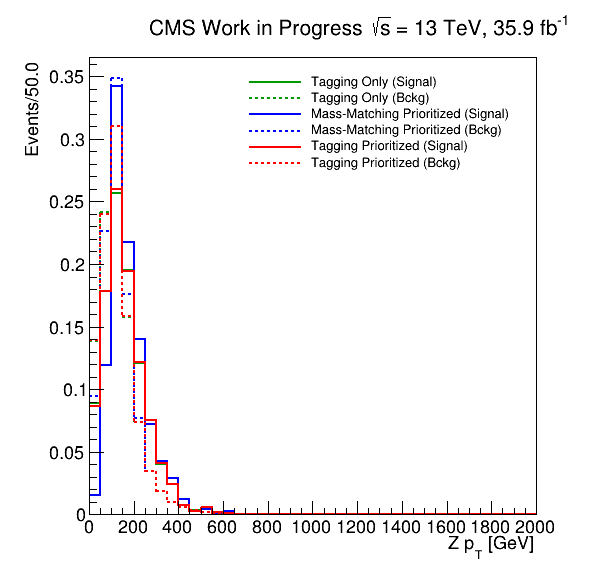 CMS Work in Progress √s = 13 TeV, 35.9 fb⁻¹
Events/50.0
0.35
0.3
0.25
0.2
0.15
0.1
0.05
0
Tagging Only (Signal)
Tagging Only (Bckg)
Mass-Matching Prioritized (Signal)
Mass-Matching Prioritized (Bckg)
Tagging Prioritized (Signal)
Tagging Prioritized (Bckg)
0 200 400 600 800 1000 1200 1400 1600 1800 2000
Z p_T [GeV]